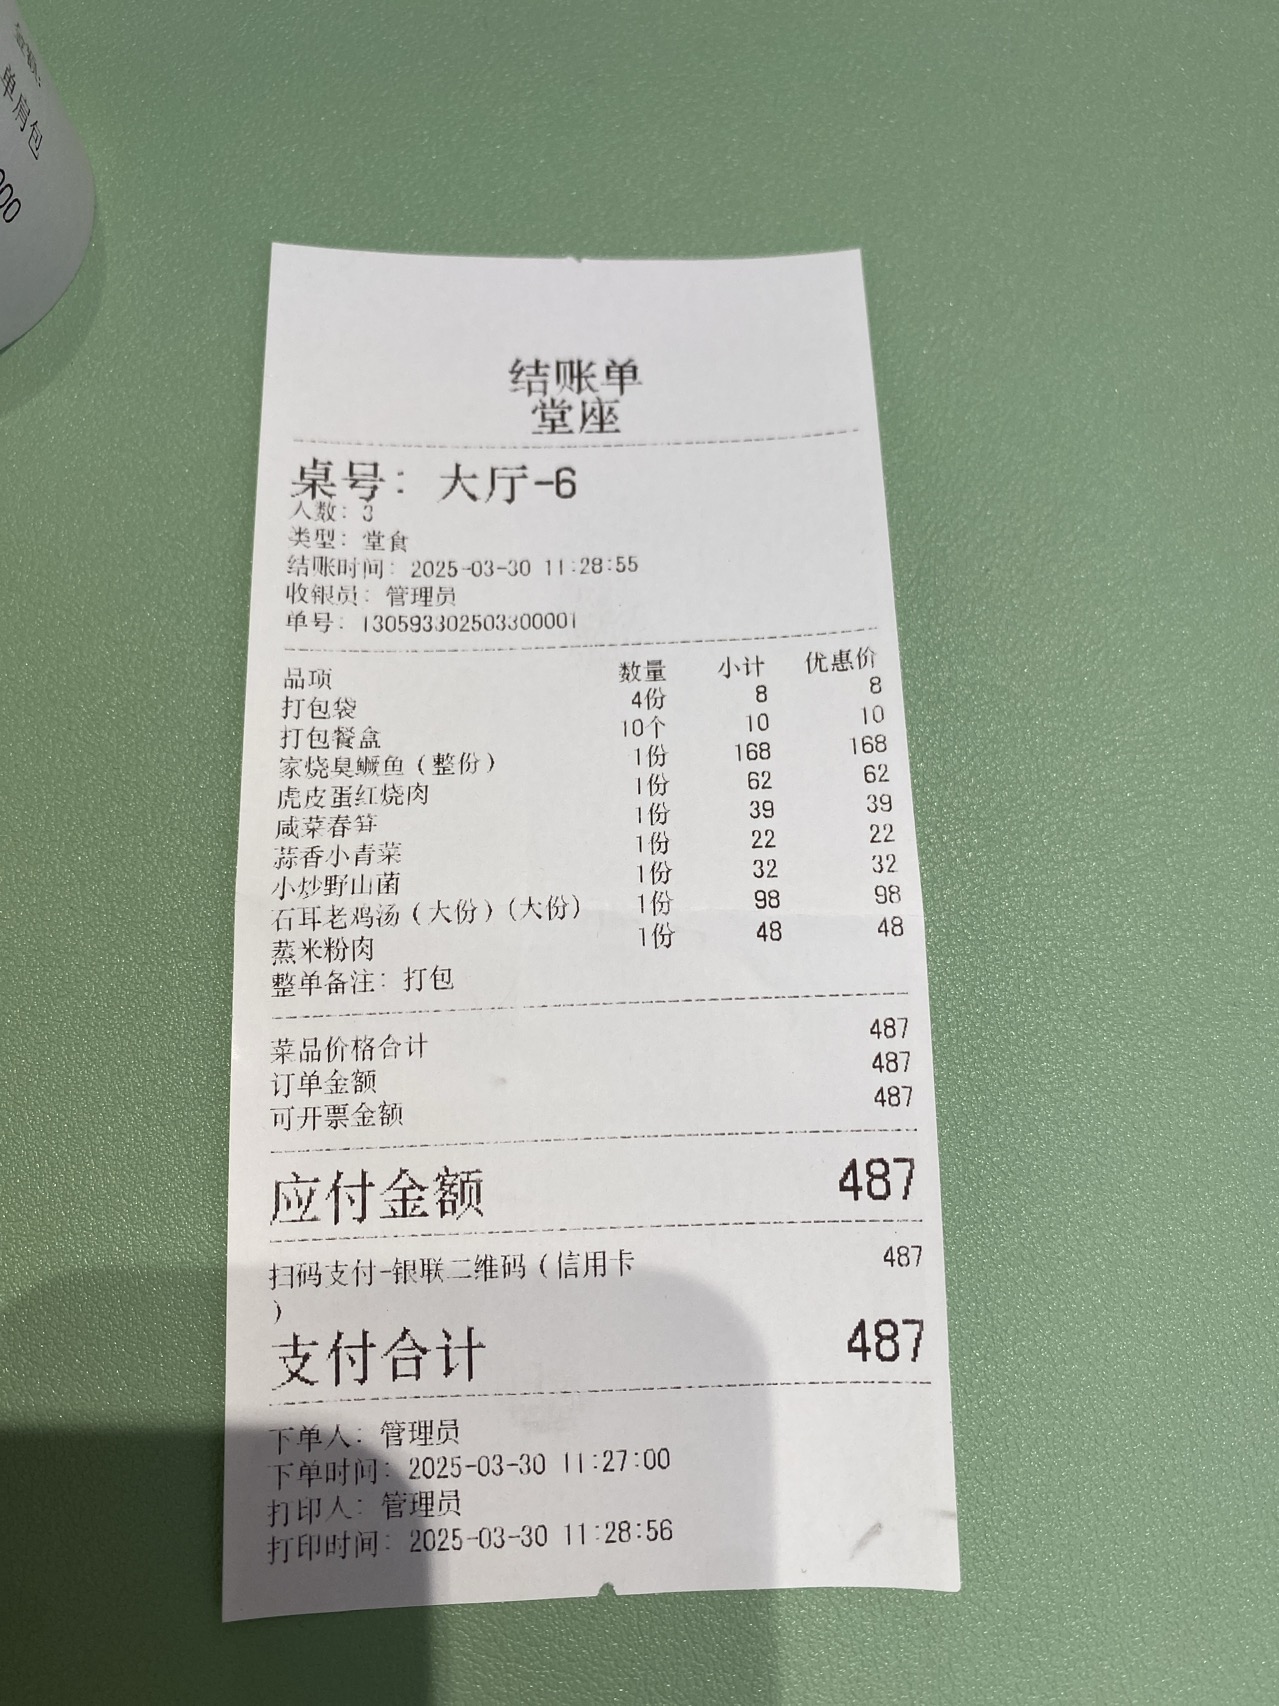 单肩包
000
结账单
堂座
桌号：大厅-6
人数：3
类型：堂食
结账时间：2025-03-30 11:28:55
收银员：管理员
单号：130593302503300001
品项 数量 小计 优惠价
打包袋 4份 8 8
打包餐盒 10个 10 10
家烧臭鳜鱼（整份） 1份 168 168
虎皮蛋红烧肉 1份 62 62
咸菜春笋 1份 39 39
蒜香小青菜 1份 22 22
小炒野山菌 1份 32 32
石耳老鸡汤（大份）(大份) 1份 98 98
蒸米粉肉 1份 48 48
整单备注：打包
菜品价格合计 487
订单金额 487
可开票金额 487
应付金额 487
扫码支付-银联二维码（信用卡 487
）
支付合计 487
下单人：管理员
下单时间：2025-03-30 11:27:00
打印人：管理员
打印时间：2025-03-30 11:28:56